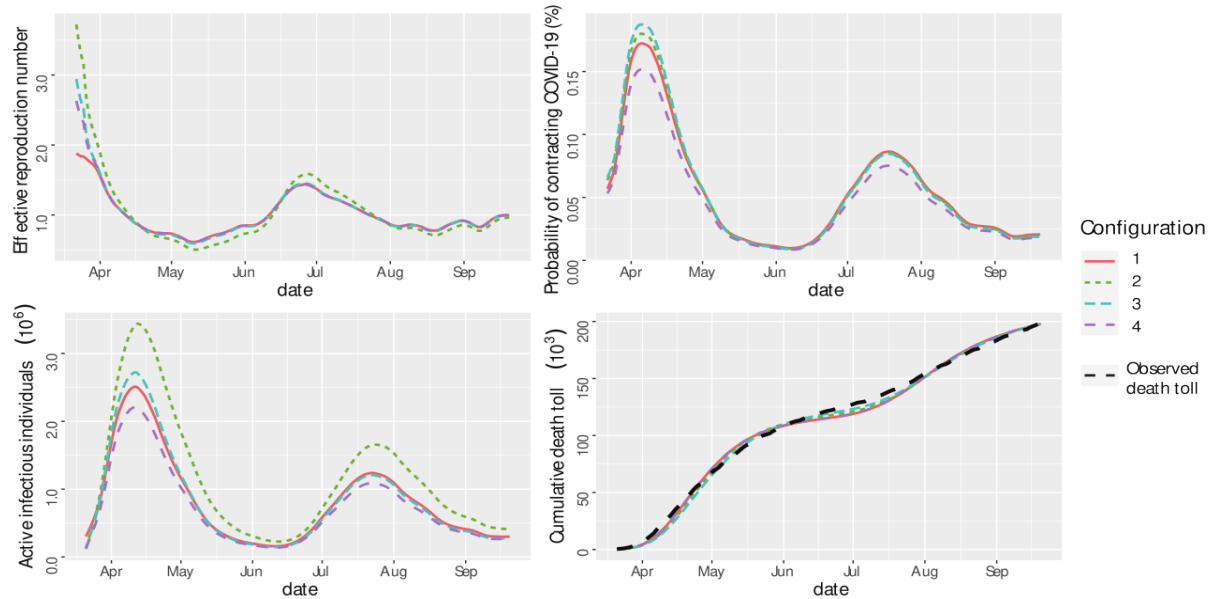 Effective reproduction number
3.0
2.0
1.0
Apr May Jun Jul Aug Sep
date
Probability of contracting COVID-19 (%)
0.15
0.10
0.05
0.00
Apr May Jun Jul Aug Sep
date
Active infectious individuals (10⁶)
3.0
2.0
1.0
0.0
Apr May Jun Jul Aug Sep
date
Cumulative death toll (10³)
200
150
100
50
0
Apr May Jun Jul Aug Sep
date
Configuration
1
2
3
4
Observed
death toll